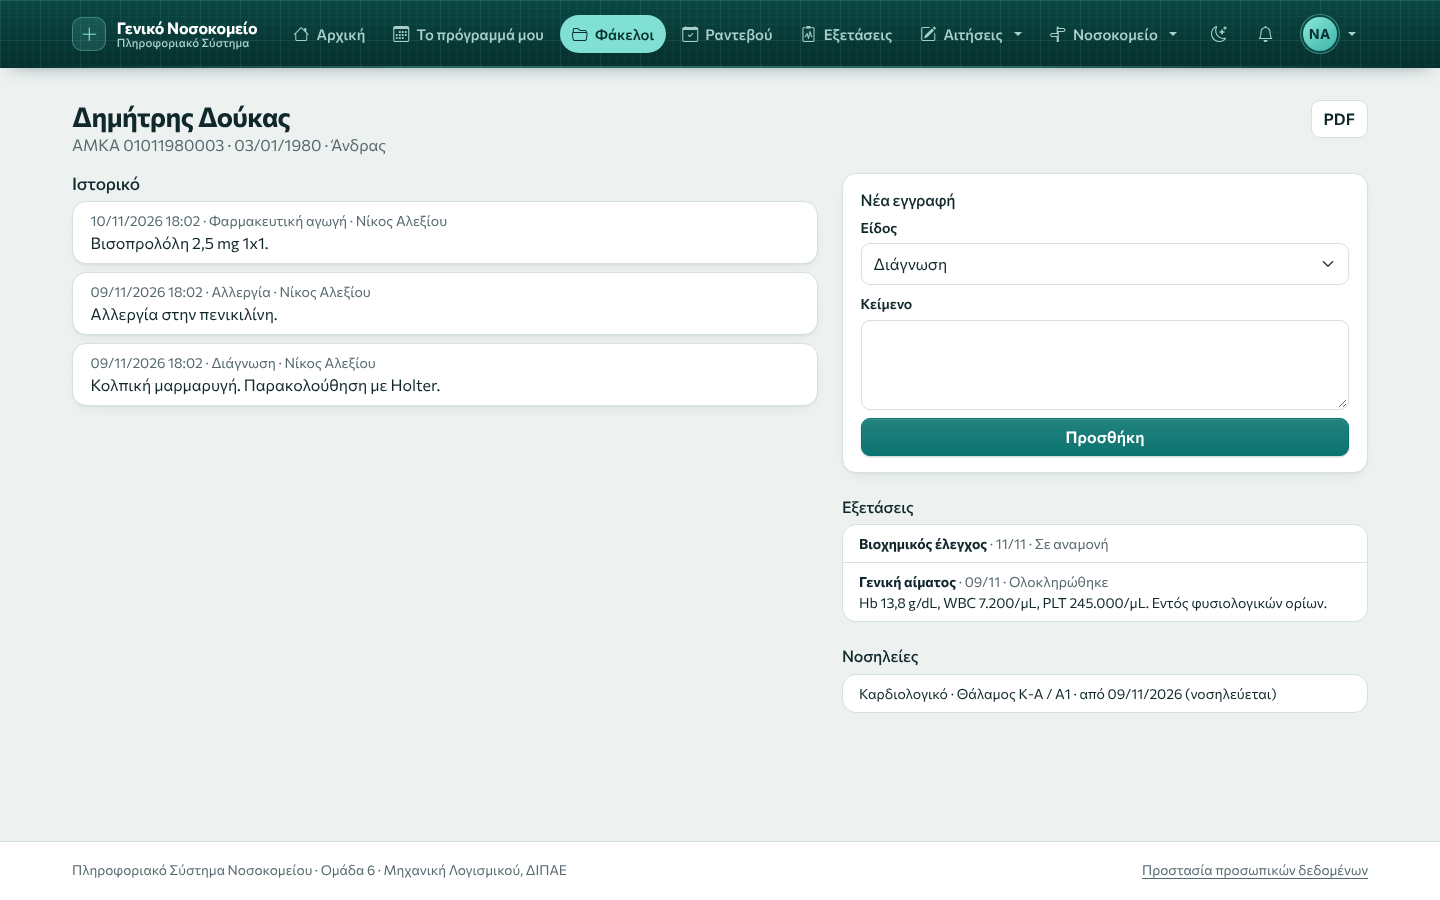 Γενικό Νοσοκομείο
Πληροφοριακό Σύστημα
Αρχική
Το πρόγραμμά μου
Φάκελοι
Ραντεβού
Εξετάσεις
Αιτήσεις
Νοσοκομείο
NA
Δημήτρης Δούκας
ΑΜΚΑ 01011980003 · 03/01/1980 · Άνδρας
PDF
Ιστορικό
10/11/2026 18:02 · Φαρμακευτική αγωγή · Νίκος Αλεξίου
Βισοπρολόλη 2,5 mg 1x1.
09/11/2026 18:02 · Αλλεργία · Νίκος Αλεξίου
Αλλεργία στην πενικιλίνη.
09/11/2026 18:02 · Διάγνωση · Νίκος Αλεξίου
Κολπική μαρμαρυγή. Παρακολούθηση με Holter.
Νέα εγγραφή
Είδος
Διάγνωση
Κείμενο
Προσθήκη
Εξετάσεις
Βιοχημικός έλεγχος · 11/11 · Σε αναμονή
Γενική αίματος · 09/11 · Ολοκληρώθηκε
Hb 13,8 g/dL, WBC 7.200/μL, PLT 245.000/μL. Εντός φυσιολογικών ορίων.
Νοσηλείες
Καρδιολογικό · Θάλαμος Κ-Α / Α1 · από 09/11/2026 (νοσηλεύεται)
Πληροφοριακό Σύστημα Νοσοκομείου · Ομάδα 6 · Μηχανική Λογισμικού, ΔΙΠΑΕ
Προστασία προσωπικών δεδομένων